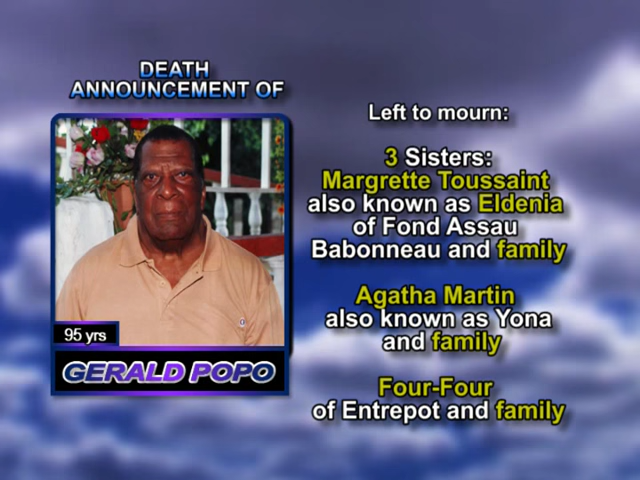 DEATH
ANNOUNCEMENT OF
95 yrs
GERALD POPO
Left to mourn:
3 Sisters:
Margrette Toussaint
also known as Eldenia
of Fond Assau
Babonneau and family
Agatha Martin
also known as Yona
and family
Four-Four
of Entrepot and family